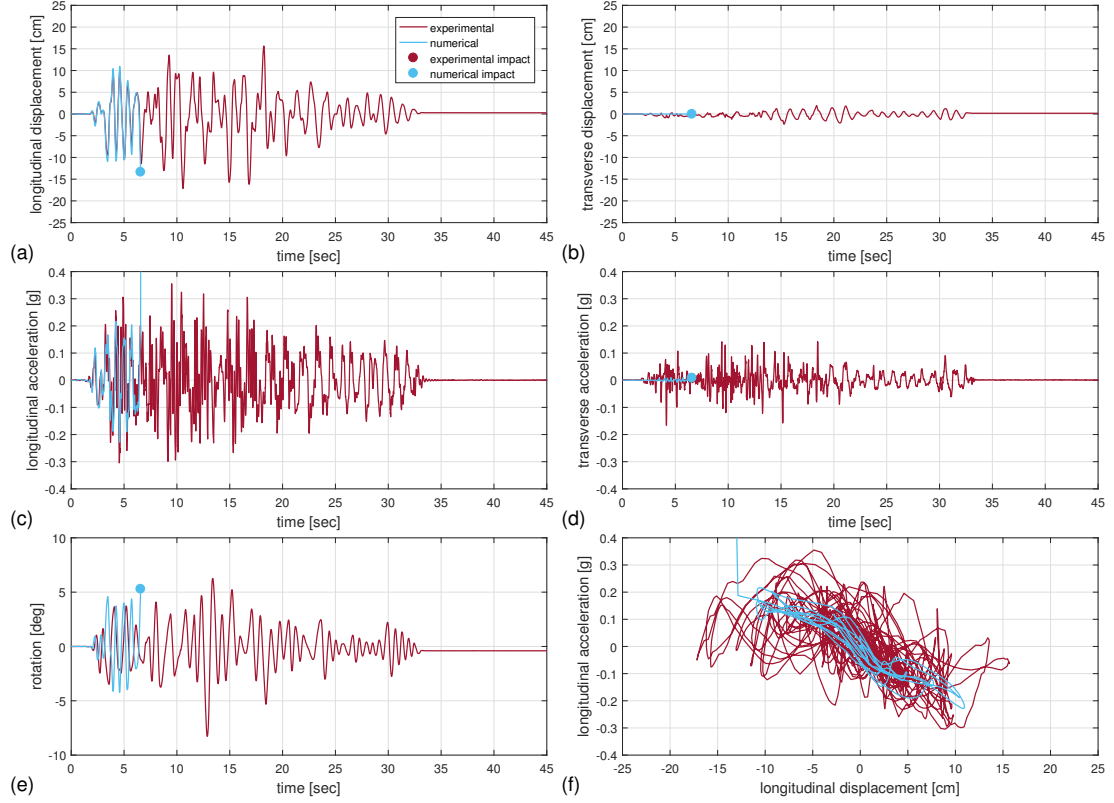 25
20
15
10
5
0
-5
-10
-15
-20
-25
longitudinal displacement [cm]
0 5 10 15 20 25 30 35 40 45
time [sec]
(a)
experimental
numerical
experimental impact
numerical impact
25
20
15
10
5
0
-5
-10
-15
-20
-25
transverse displacement [cm]
0 5 10 15 20 25 30 35 40 45
time [sec]
(b)
0.4
0.3
0.2
0.1
0
-0.1
-0.2
-0.3
-0.4
longitudinal acceleration [g]
0 5 10 15 20 25 30 35 40 45
time [sec]
(c)
0.4
0.3
0.2
0.1
0
-0.1
-0.2
-0.3
-0.4
transverse acceleration [g]
0 5 10 15 20 25 30 35 40 45
time [sec]
(d)
10
5
0
-5
-10
rotation [deg]
0 5 10 15 20 25 30 35 40 45
time [sec]
(e)
0.4
0.3
0.2
0.1
0
-0.1
-0.2
-0.3
-0.4
longitudinal acceleration [g]
-25 -20 -15 -10 -5 0 5 10 15 20 25
longitudinal displacement [cm]
(f)